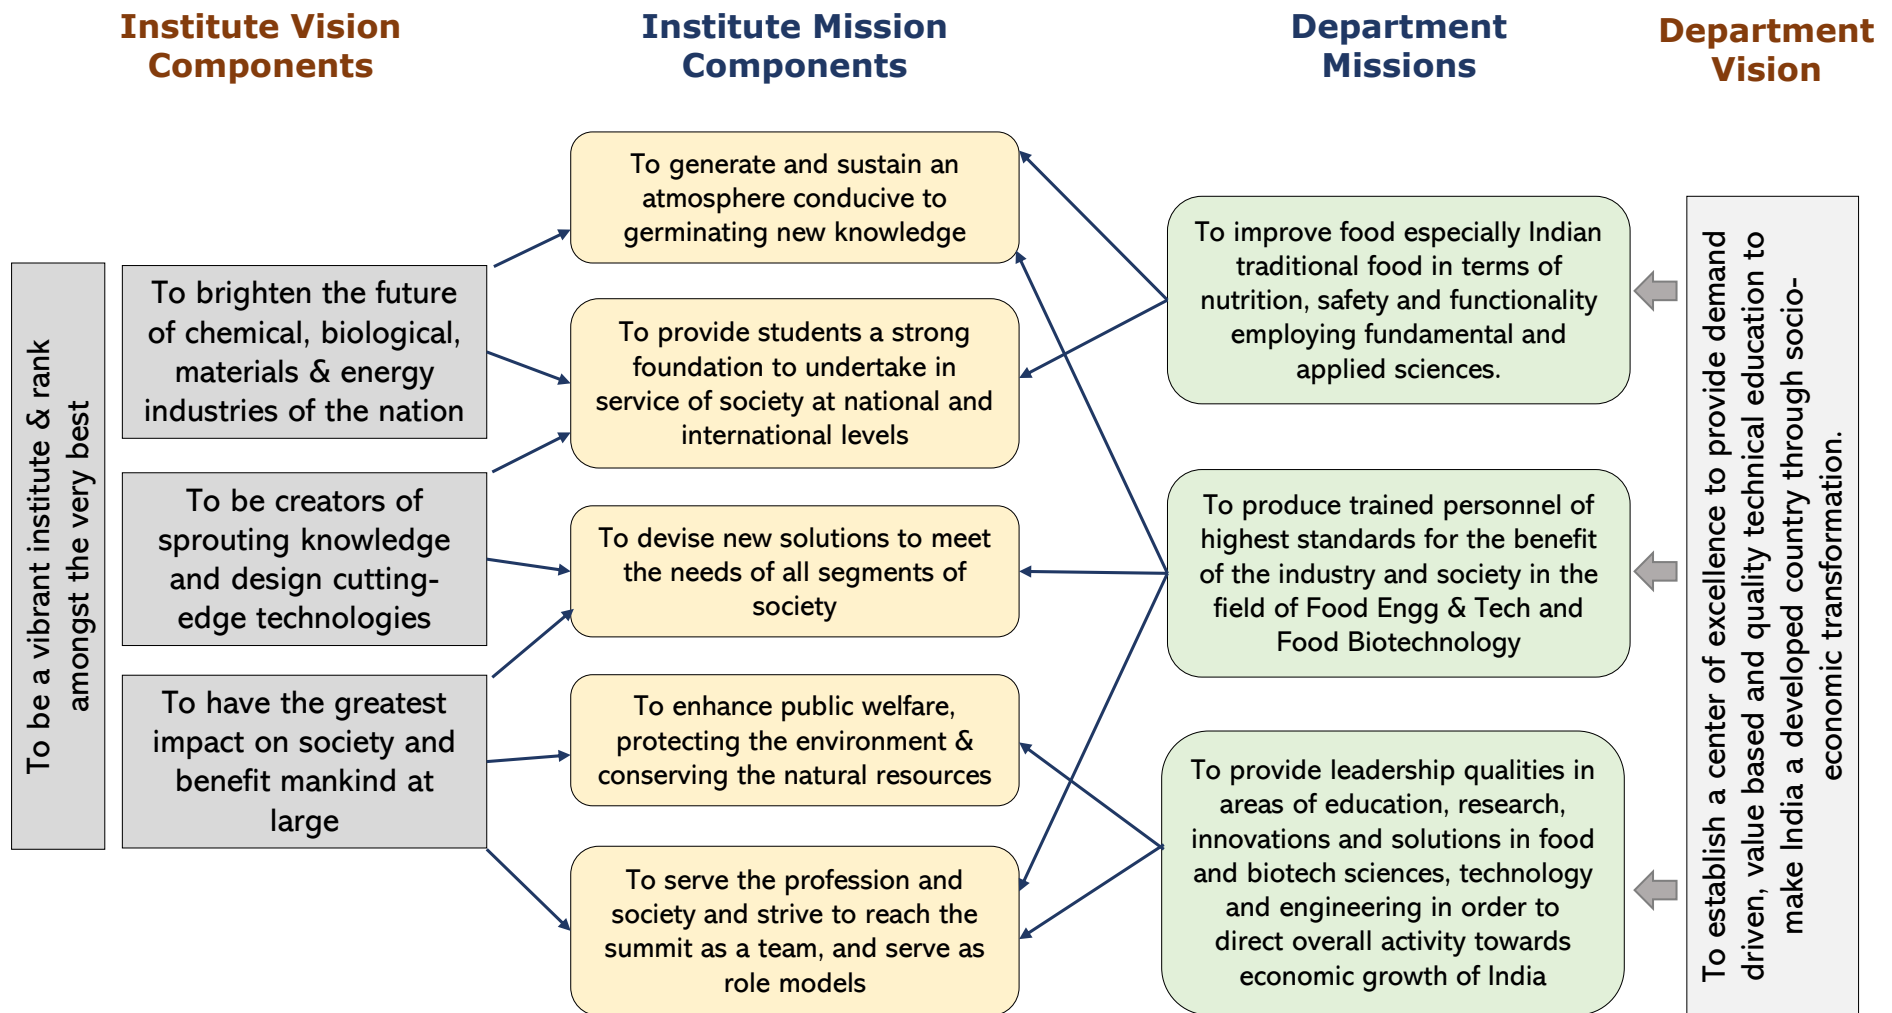 Institute Vision
Components
Institute Mission
Components
Department
Missions
Department
Vision
To be a vibrant institute & rank
amongst the very best
To brighten the future
of chemical, biological,
materials & energy
industries of the nation
To be creators of
sprouting knowledge
and design cutting-
edge technologies
To have the greatest
impact on society and
benefit mankind at
large
To generate and sustain an
atmosphere conducive to
germinating new knowledge
To provide students a strong
foundation to undertake in
service of society at national and
international levels
To devise new solutions to meet
the needs of all segments of
society
To enhance public welfare,
protecting the environment &
conserving the natural resources
To serve the profession and
society and strive to reach the
summit as a team, and serve as
role models
To improve food especially Indian
traditional food in terms of
nutrition, safety and functionality
employing fundamental and
applied sciences.
To produce trained personnel of
highest standards for the benefit
of the industry and society in the
field of Food Engg & Tech and
Food Biotechnology
To provide leadership qualities in
areas of education, research,
innovations and solutions in food
and biotech sciences, technology
and engineering in order to
direct overall activity towards
economic growth of India
To establish a center of excellence to provide demand
driven, value based and quality technical education to
make India a developed country through socio-
economic transformation.